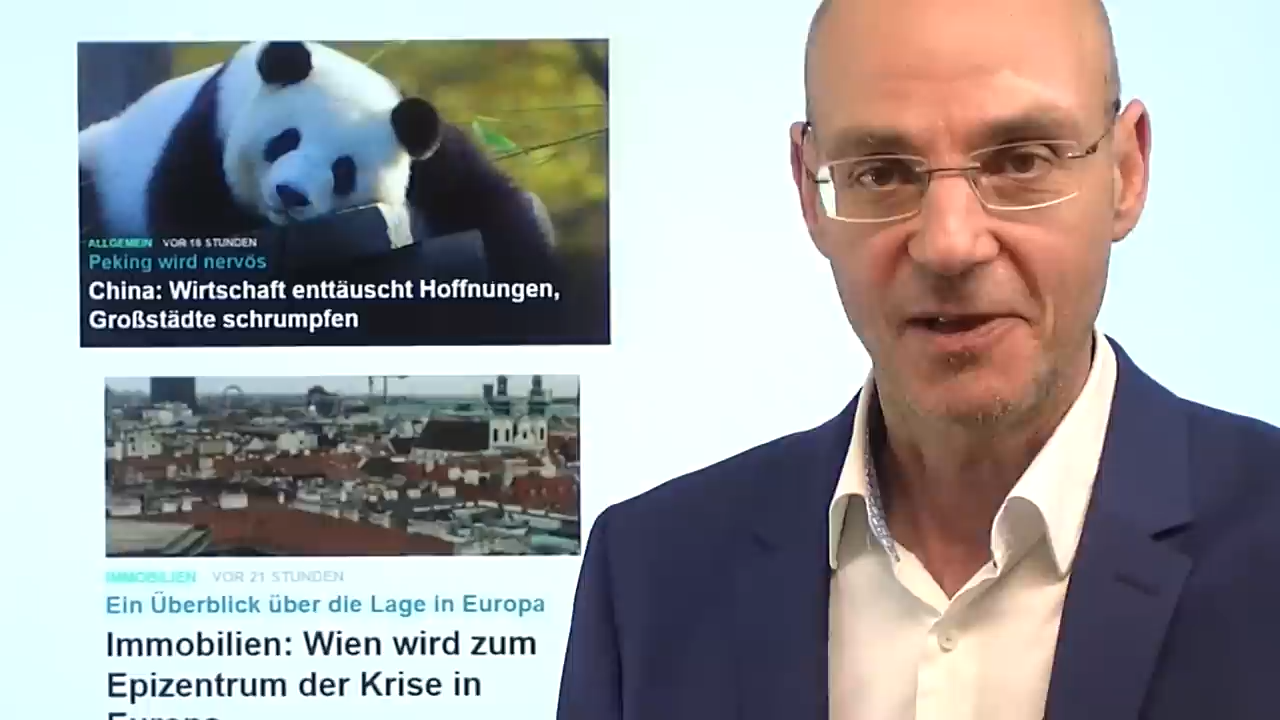 ALLGEMEIN VOR 16 STUNDEN
Peking wird nervös
China: Wirtschaft enttäuscht Hoffnungen,
Großstädte schrumpfen
IMMOBILIEN VOR 21 STUNDEN
Ein Überblick über die Lage in Europa
Immobilien: Wien wird zum
Epizentrum der Krise in
Europa